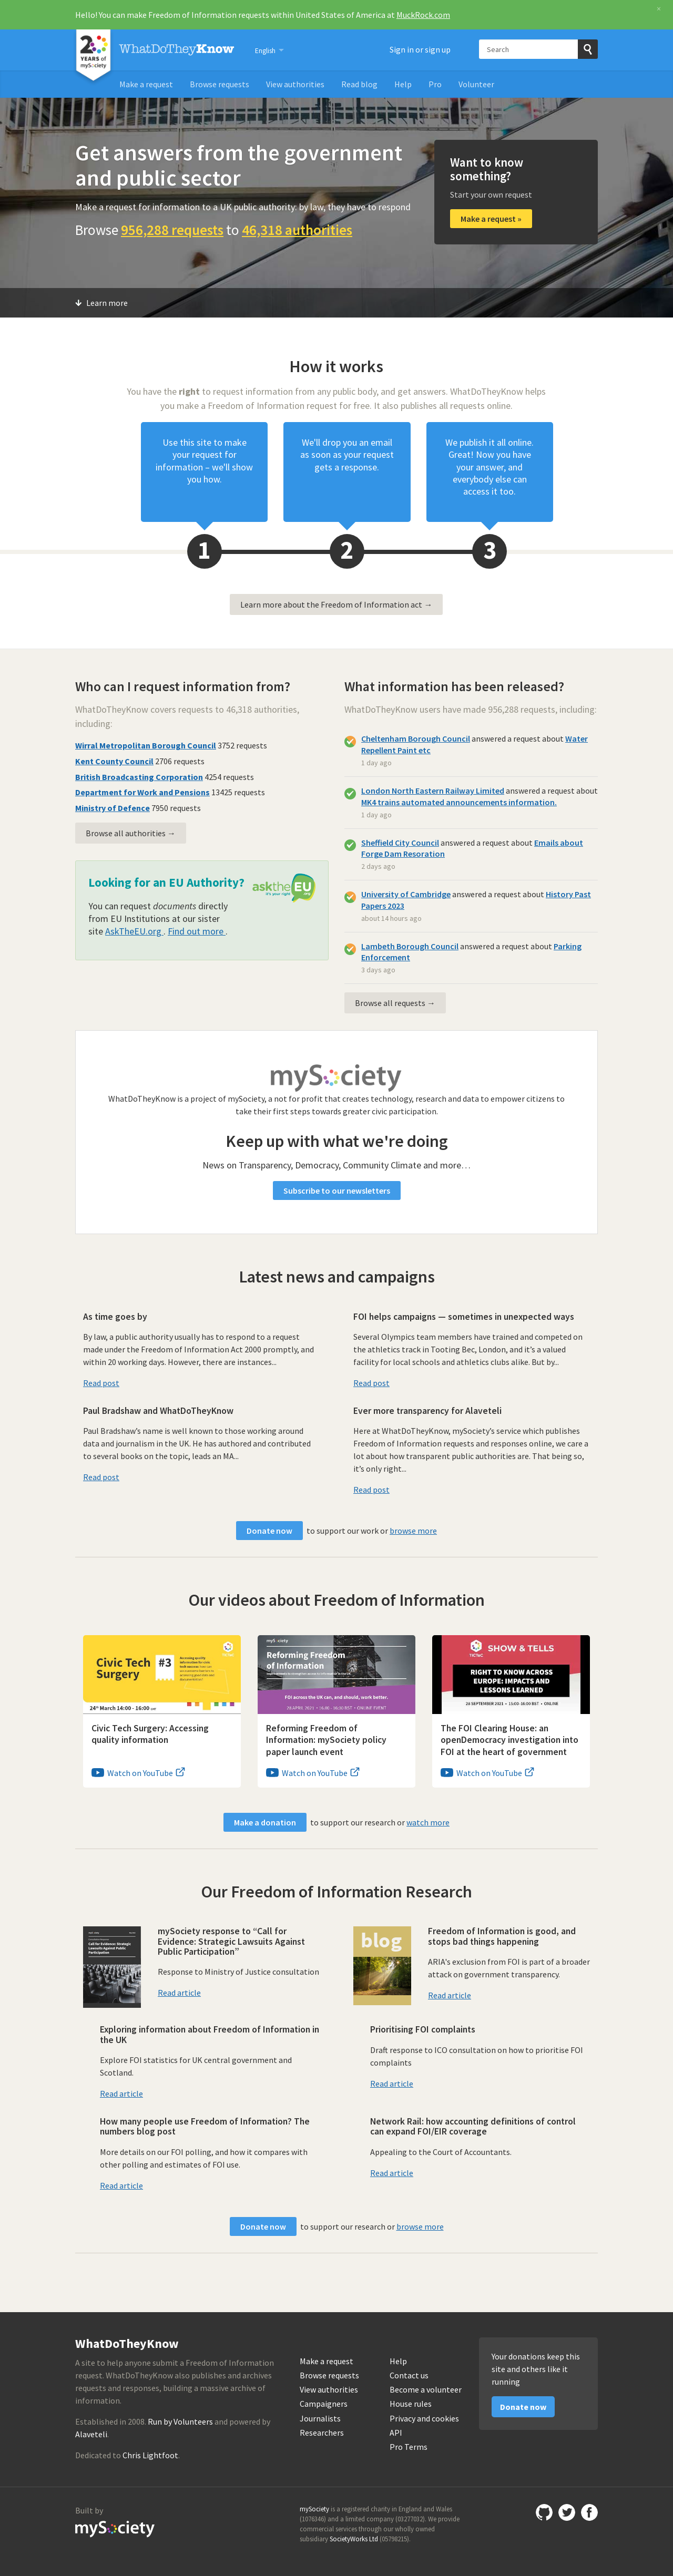 Hello! You can make Freedom of Information requests within United States of America at MuckRock.com
×
20
YEARS of
mySociety
WhatDoTheyKnow
English
Sign in or sign up
Search
Make a request
Browse requests
View authorities
Read blog
Help
Pro
Volunteer
Get answers from the government
and public sector
Make a request for information to a UK public authority: by law, they have to respond
Browse 956,288 requests to 46,318 authorities
Want to know
something?
Start your own request
Make a request »
Learn more
How it works
You have the right to request information from any public body, and get answers. WhatDoTheyKnow helps
you make a Freedom of Information request for free. It also publishes all requests online.
Use this site to make
your request for
information – we'll show
you how.
We'll drop you an email
as soon as your request
gets a response.
We publish it all online.
Great! Now you have
your answer, and
everybody else can
access it too.
1
2
3
Learn more about the Freedom of Information act →
Who can I request information from?
WhatDoTheyKnow covers requests to 46,318 authorities,
including:
Wirral Metropolitan Borough Council 3752 requests
Kent County Council 2706 requests
British Broadcasting Corporation 4254 requests
Department for Work and Pensions 13425 requests
Ministry of Defence 7950 requests
Browse all authorities →
Looking for an EU Authority?
asktheEU
it's your right
You can request documents directly
from EU Institutions at our sister
site AskTheEU.org . Find out more .
What information has been released?
WhatDoTheyKnow users have made 956,288 requests, including:
Cheltenham Borough Council answered a request about Water
Repellent Paint etc
1 day ago
London North Eastern Railway Limited answered a request about
MK4 trains automated announcements information.
1 day ago
Sheffield City Council answered a request about Emails about
Forge Dam Resoration
2 days ago
University of Cambridge answered a request about History Past
Papers 2023
about 14 hours ago
Lambeth Borough Council answered a request about Parking
Enforcement
3 days ago
Browse all requests →
mySociety
WhatDoTheyKnow is a project of mySociety, a not for profit that creates technology, research and data to empower citizens to
take their first steps towards greater civic participation.
Keep up with what we're doing
News on Transparency, Democracy, Community Climate and more…
Subscribe to our newsletters
Latest news and campaigns
As time goes by
By law, a public authority usually has to respond to a request
made under the Freedom of Information Act 2000 promptly, and
within 20 working days. However, there are instances...
Read post
FOI helps campaigns — sometimes in unexpected ways
Several Olympics team members have trained and competed on
the athletics track in Tooting Bec, London, and it's a valued
facility for local schools and athletics clubs alike. But by...
Read post
Paul Bradshaw and WhatDoTheyKnow
Paul Bradshaw's name is well known to those working around
data and journalism in the UK. He has authored and contributed
to several books on the topic, leads an MA...
Read post
Ever more transparency for Alaveteli
Here at WhatDoTheyKnow, mySociety's service which publishes
Freedom of Information requests and responses online, we care a
lot about how transparent public authorities are. That being so,
it's only right...
Read post
Donate now to support our work or browse more
Our videos about Freedom of Information
Civic Tech
Surgery
#3
24th March 14:00 - 16:00
Civic Tech Surgery: Accessing
quality information
Watch on YouTube
mySociety
Reforming Freedom
of Information
FOI across the UK can, and should, work better.
Reforming Freedom of
Information: mySociety policy
paper launch event
Watch on YouTube
SHOW & TELLS
RIGHT TO KNOW ACROSS
EUROPE: IMPACTS AND
LESSONS LEARNED
The FOI Clearing House: an
openDemocracy investigation into
FOI at the heart of government
Watch on YouTube
Make a donation to support our research or watch more
Our Freedom of Information Research
Call for Evidence: Strategic
Lawsuits Against Public
Participation
mySociety response to “Call for
Evidence: Strategic Lawsuits Against
Public Participation”
Response to Ministry of Justice consultation
Read article
blog
Freedom of Information is good, and
stops bad things happening
ARIA's exclusion from FOI is part of a broader
attack on government transparency.
Read article
Exploring information about Freedom of Information in
the UK
Explore FOI statistics for UK central government and
Scotland.
Read article
Prioritising FOI complaints
Draft response to ICO consultation on how to prioritise FOI
complaints
Read article
How many people use Freedom of Information? The
numbers blog post
More details on our FOI polling, and how it compares with
other polling and estimates of FOI use.
Read article
Network Rail: how accounting definitions of control
can expand FOI/EIR coverage
Appealing to the Court of Accountants.
Read article
Donate now to support our research or browse more
WhatDoTheyKnow
A site to help anyone submit a Freedom of Information
request. WhatDoTheyKnow also publishes and archives
requests and responses, building a massive archive of
information.
Established in 2008. Run by Volunteers and powered by
Alaveteli.
Dedicated to Chris Lightfoot.
Make a request
Browse requests
View authorities
Campaigners
Journalists
Researchers
Help
Contact us
Become a volunteer
House rules
Privacy and cookies
API
Pro Terms
Your donations keep this
site and others like it
running
Donate now
Built by
mySociety
mySociety is a registered charity in England and Wales
(1076346) and a limited company (03277032). We provide
commercial services through our wholly owned
subsidiary SocietyWorks Ltd (05798215).